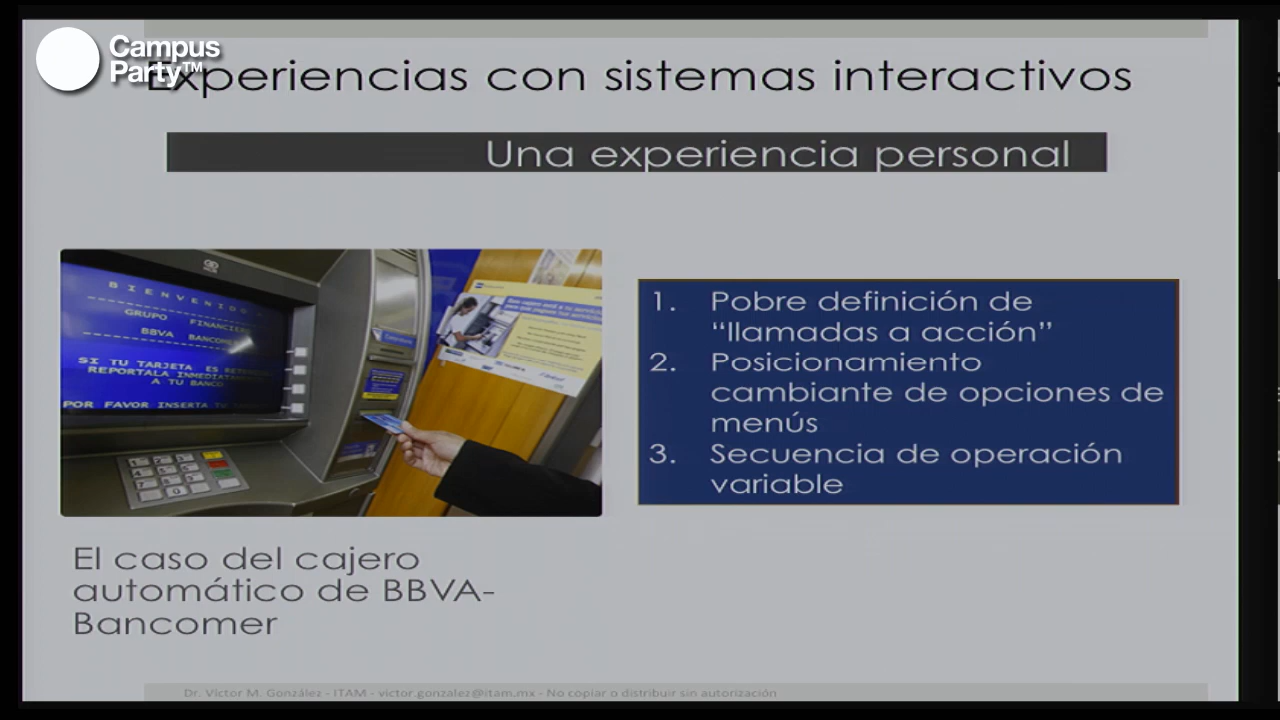 Campus
Party™
Experiencias con sistemas interactivos
Una experiencia personal
BIENVENIDO
GRUPO FINANCIERO
BBVA BANCOMER
SI TU TARJETA ES
REPORTALA
A TU BANCO
POR FAVOR INSERTA TU
1. Pobre definición de
“llamadas a acción”
2. Posicionamiento
cambiante de opciones de
menús
3. Secuencia de operación
variable
El caso del cajero
automático de BBVA-
Bancomer
Dr. Víctor M. González - ITAM - victor.gonzalez@itam.mx - No copiar o distribuir sin autorización